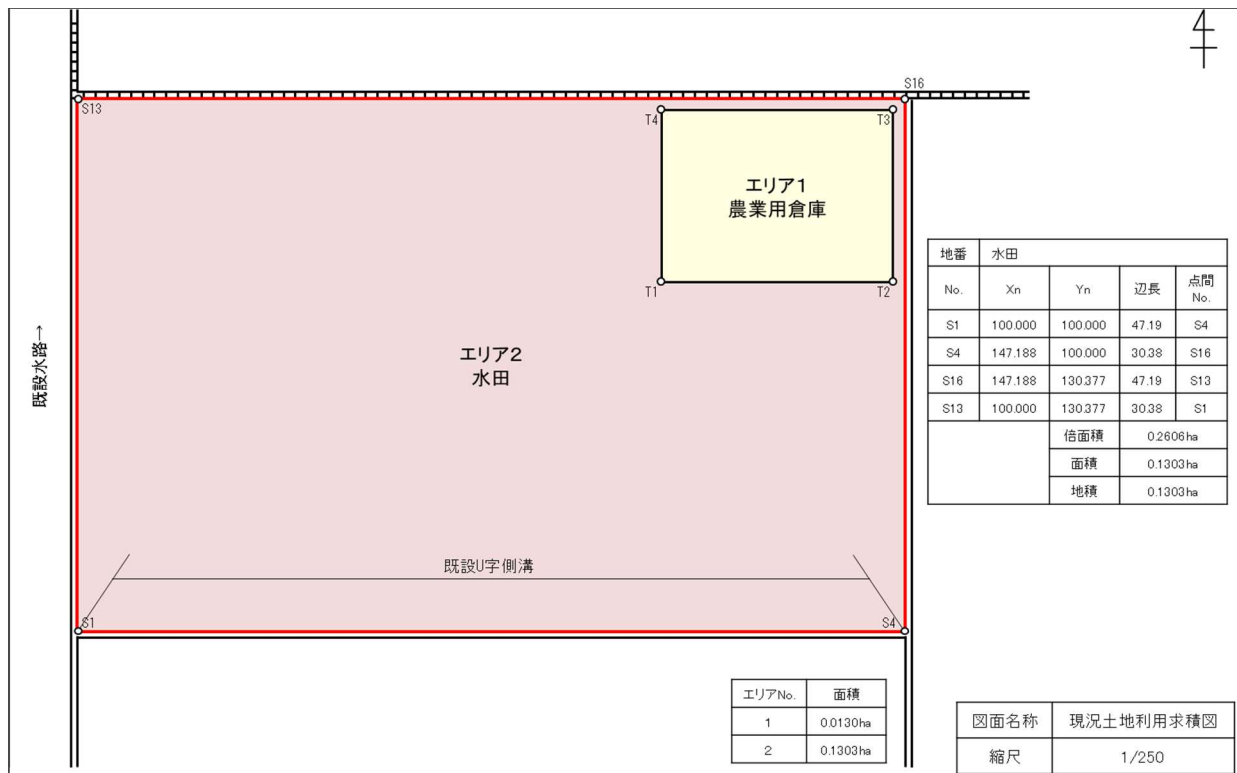 S16
S13
T4
T3
エリア1
農業用倉庫
T1
T2
既設水路→
エリア2
水田
既設U字側溝
S1
S4
地番 水田
No. Xn Yn 辺長 点間No.
S1 100.000 100.000 47.19 S4
S4 147.188 100.000 30.38 S16
S16 147.188 130.377 47.19 S13
S13 100.000 130.377 30.38 S1
倍面積 0.2606ha
面積 0.1303ha
地積 0.1303ha
エリアNo. 面積
1 0.0130ha
2 0.1303ha
図面名称 現況土地利用求積図
縮尺 1/250